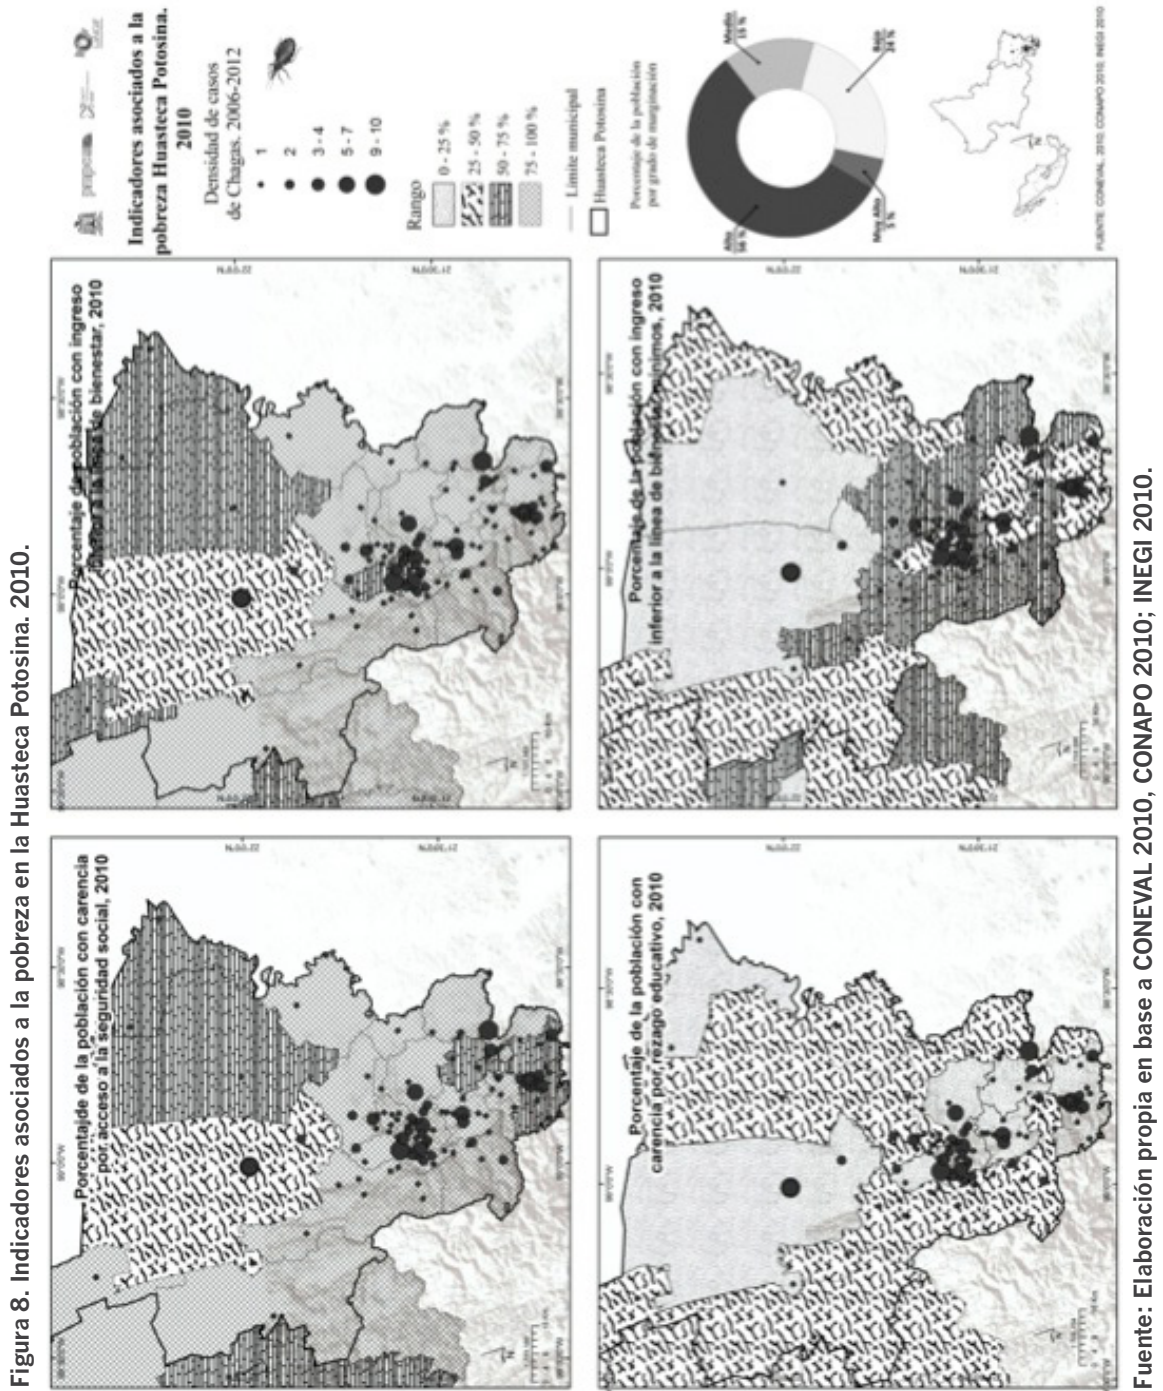 Figura 8. Indicadores asociados a la pobreza en la Huasteca Potosina. 2010.
Porcentajde de la población con carencia
por acceso a la seguridad social, 2010
Porcentaje de población con ingreso
inferior a la línea de bienestar, 2010
Porcentaje de la población con
carencia por rezago educativo, 2010
Porcentaje de la población con ingreso
inferior a la línea de bienestar mínimos, 2010
Indicadores asociados a la
pobreza Huasteca Potosina.
2010
Densidad de casos
de Chagas. 2006-2012
1
2
3 - 4
5 - 7
9 - 10
Rango
0 - 25 %
25 - 50 %
50 - 75 %
75 - 100 %
Límite municipal
Huasteca Potosina
Porcentaje de la población
por grado de marginación
Medio
15 %
Bajo
24 %
Alto
56 %
Muy Alto
5 %
FUENTE: CONEVAL, 2010; CONAPO 2010; INEGI 2010
Fuente: Elaboración propia en base a CONEVAL 2010, CONAPO 2010; INEGI 2010.